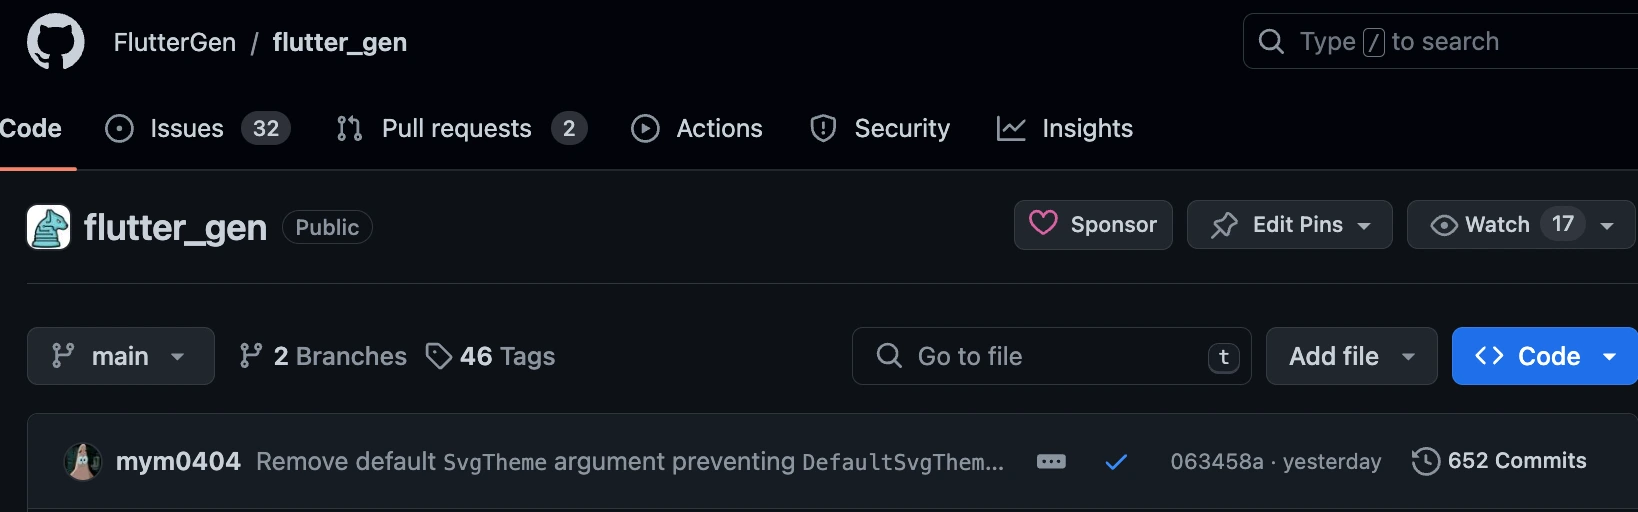 FlutterGen / flutter_gen
Type / to search
Code
Issues 32
Pull requests 2
Actions
Security
Insights
flutter_gen Public
Sponsor
Edit Pins
Watch 17
main
2 Branches
46 Tags
Go to file t
Add file
<> Code
mym0404 Remove default SvgTheme argument preventing DefaultSvgThem...
063458a · yesterday
652 Commits